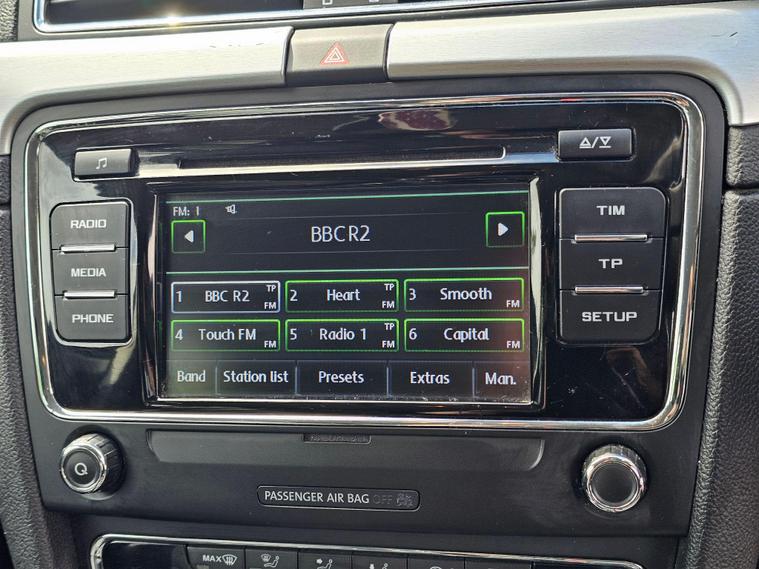 RADIO
MEDIA
PHONE
FM: 1
BBC R2
1 BBC R2 TP FM
2 Heart TP FM
3 Smooth FM
4 Touch FM FM
5 Radio 1 TP FM
6 Capital FM
Band Station list Presets Extras Man.
TIM
TP
SETUP
PASSENGER AIR BAG OFF
MAX